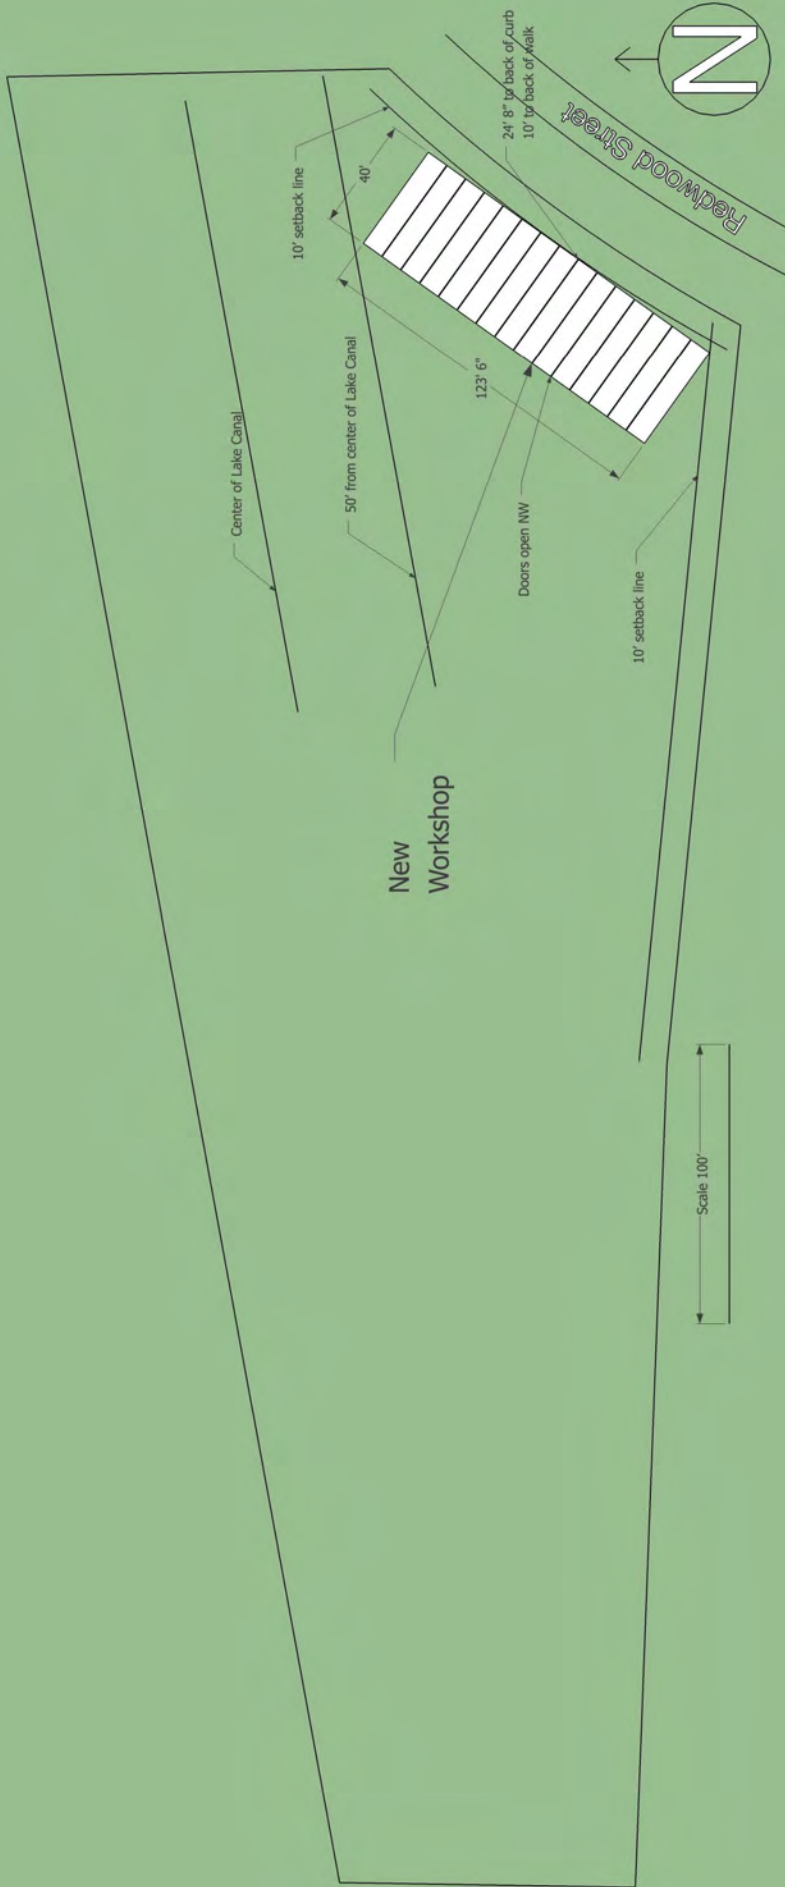 N
24' 8" to back of curb
10' to back of walk
Redwood Street
10' setback line
40'
Center of Lake Canal
50' from center of Lake Canal
123' 6"
Doors open NW
10' setback line
New
Workshop
Scale 100'